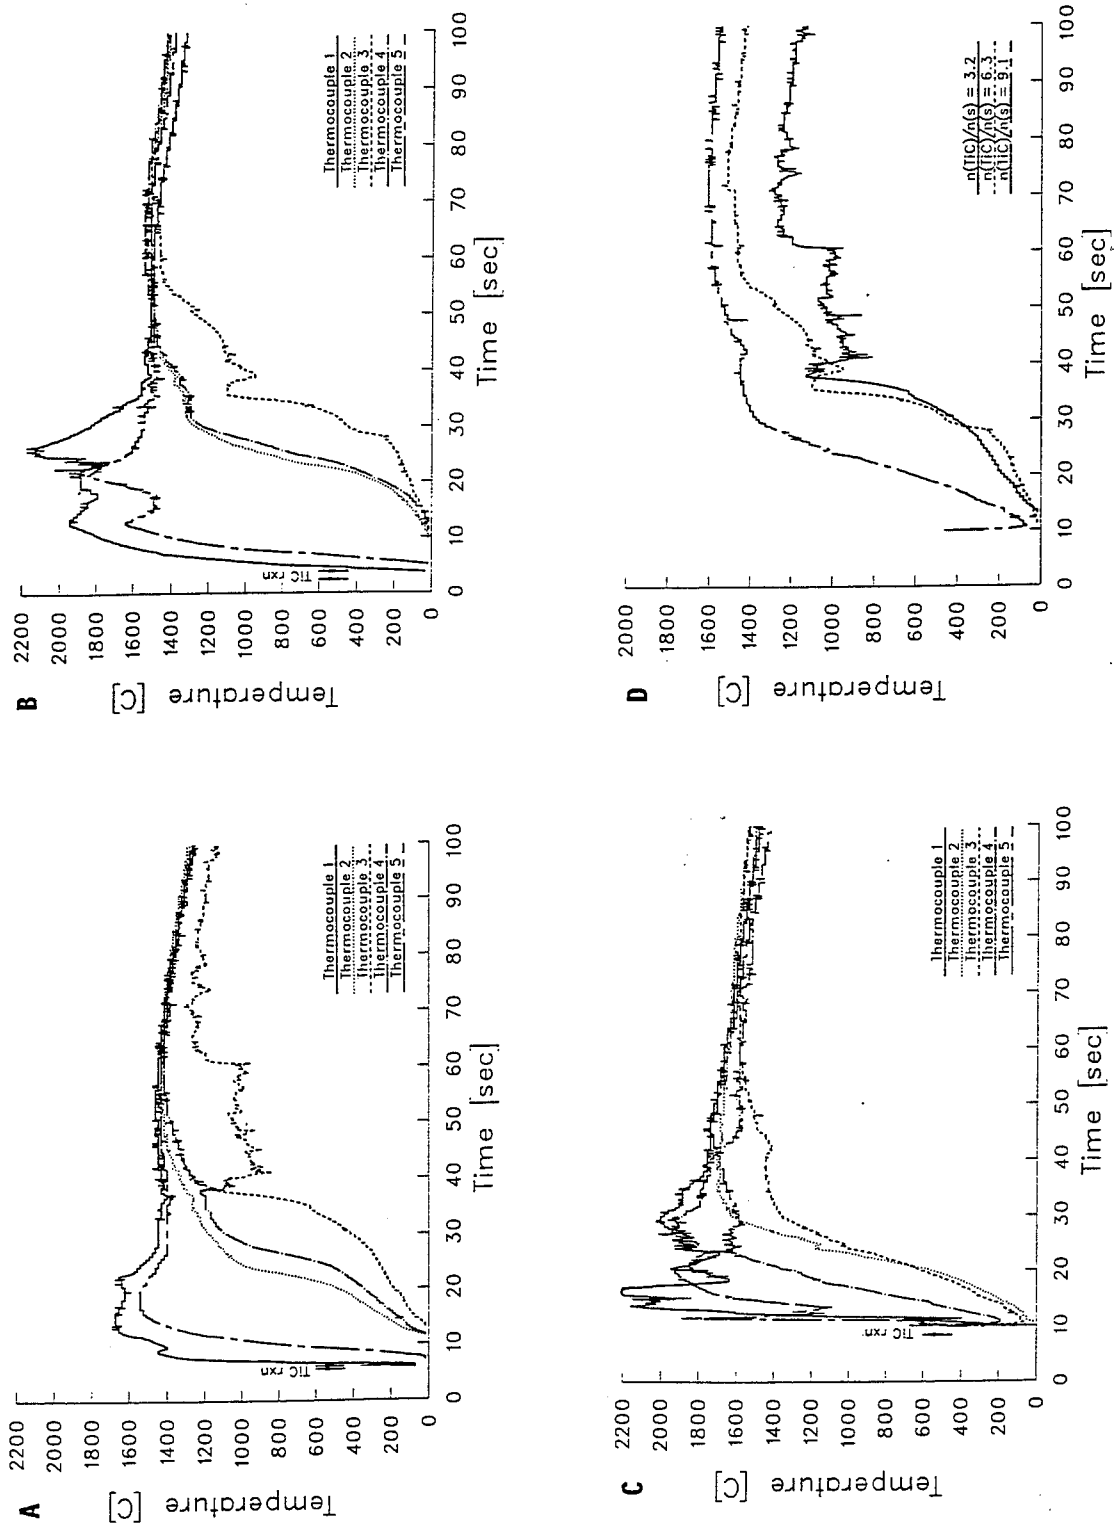 A
Temperature [C]
2200
2000
1800
1600
1400
1200
1000
800
600
400
200
0
TiC rxn
Thermocouple 1
Thermocouple 2
Thermocouple 3
Thermocouple 4
Thermocouple 5
0 10 20 30 40 50 60 70 80 90 100
Time [sec]
B
Temperature [C]
2200
2000
1800
1600
1400
1200
1000
800
600
400
200
0
TiC rxn
Thermocouple 1
Thermocouple 2
Thermocouple 3
Thermocouple 4
Thermocouple 5
0 10 20 30 40 50 60 70 80 90 100
Time [sec]
C
Temperature [C]
2200
2000
1800
1600
1400
1200
1000
800
600
400
200
0
TiC rxn
Thermocouple 1
Thermocouple 2
Thermocouple 3
Thermocouple 4
Thermocouple 5
0 10 20 30 40 50 60 70 80 90 100
Time [sec]
D
Temperature [C]
2000
1800
1600
1400
1200
1000
800
600
400
200
0
n(TiC)/n(s) = 3.2
n(TiC)/n(s) = 6.3
n(TiC)/n(s) = 9.1
0 10 20 30 40 50 60 70 80 90 100
Time [sec]